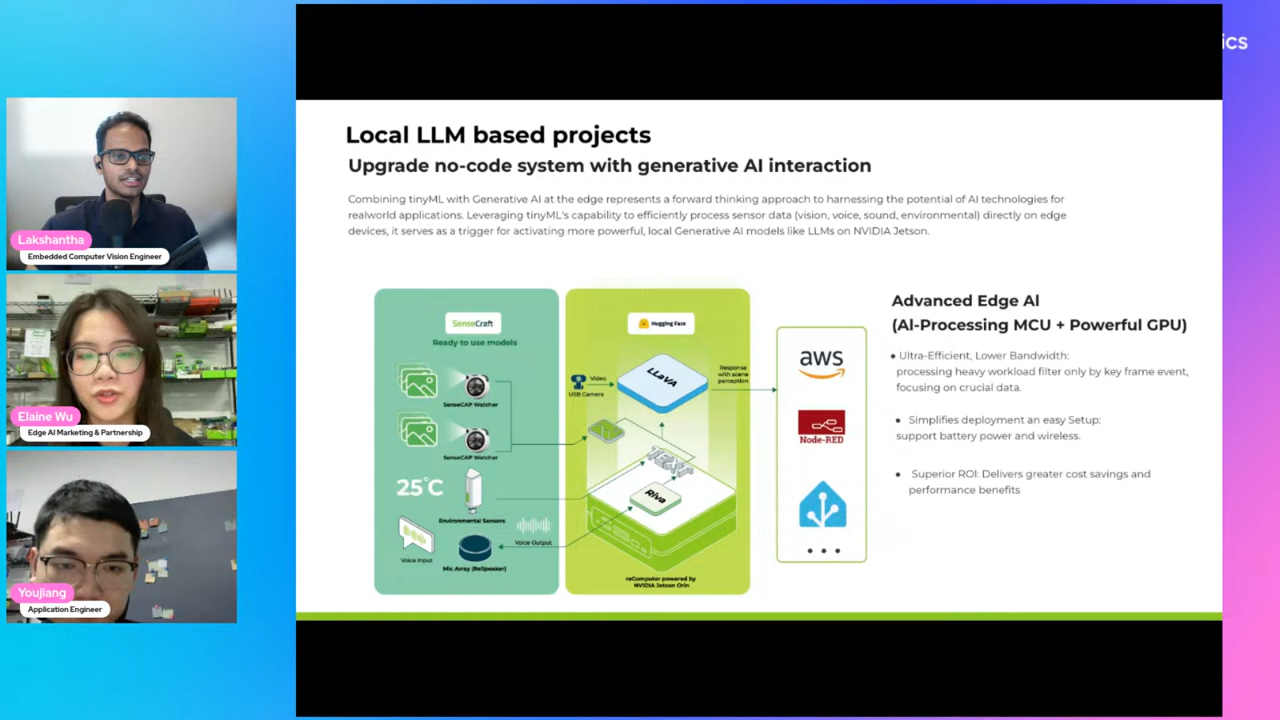 ics
Lakshantha
Embedded Computer Vision Engineer
Elaine Wu
Edge AI Marketing & Partnership
Youjiang
Application Engineer
Local LLM based projects
Upgrade no-code system with generative AI interaction
Combining tinyML with Generative AI at the edge represents a forward thinking approach to harnessing the potential of AI technologies for
realworld applications. Leveraging tinyML's capability to efficiently process sensor data (vision, voice, sound, environmental) directly on edge
devices, it serves as a trigger for activating more powerful, local Generative AI models like LLMs on NVIDIA Jetson.
SenseCraft
Ready to use models
SenseCAP Watcher
SenseCAP Watcher
25°C
Environmental Sensors
Voice Input
Mic Array (ReSpeaker)
Voice Output
Hugging Face
Video
USB Camera
LLaVA
Response
with scene
perception
TEXT
Riva
reComputer powered by
NVIDIA Jetson Orin
aws
Node-RED
Advanced Edge AI
(AI-Processing MCU + Powerful GPU)
• Ultra-Efficient, Lower Bandwidth:
processing heavy workload filter only by key frame event,
focusing on crucial data.
• Simplifies deployment an easy Setup:
support battery power and wireless.
• Superior ROI: Delivers greater cost savings and
performance benefits